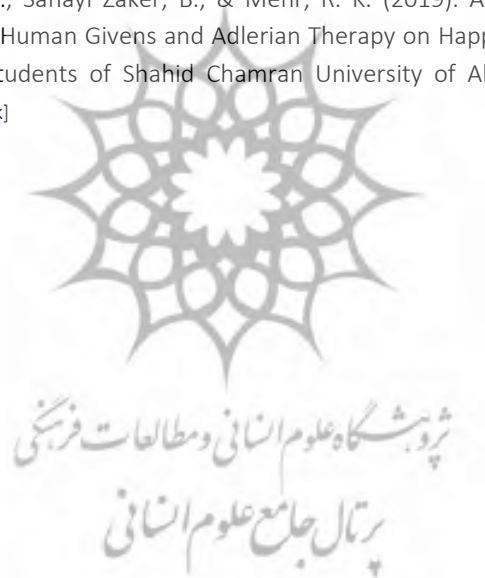 ., Sanayi Zaker, B., & Mehr, R. K. (2019). A
Human Givens and Adlerian Therapy on Happ
tudents of Shahid Chamran University of Al
k]
پژوهشگاه علوم انسانی و مطالعات فرهنگی
پرتال جامع علوم انسانی